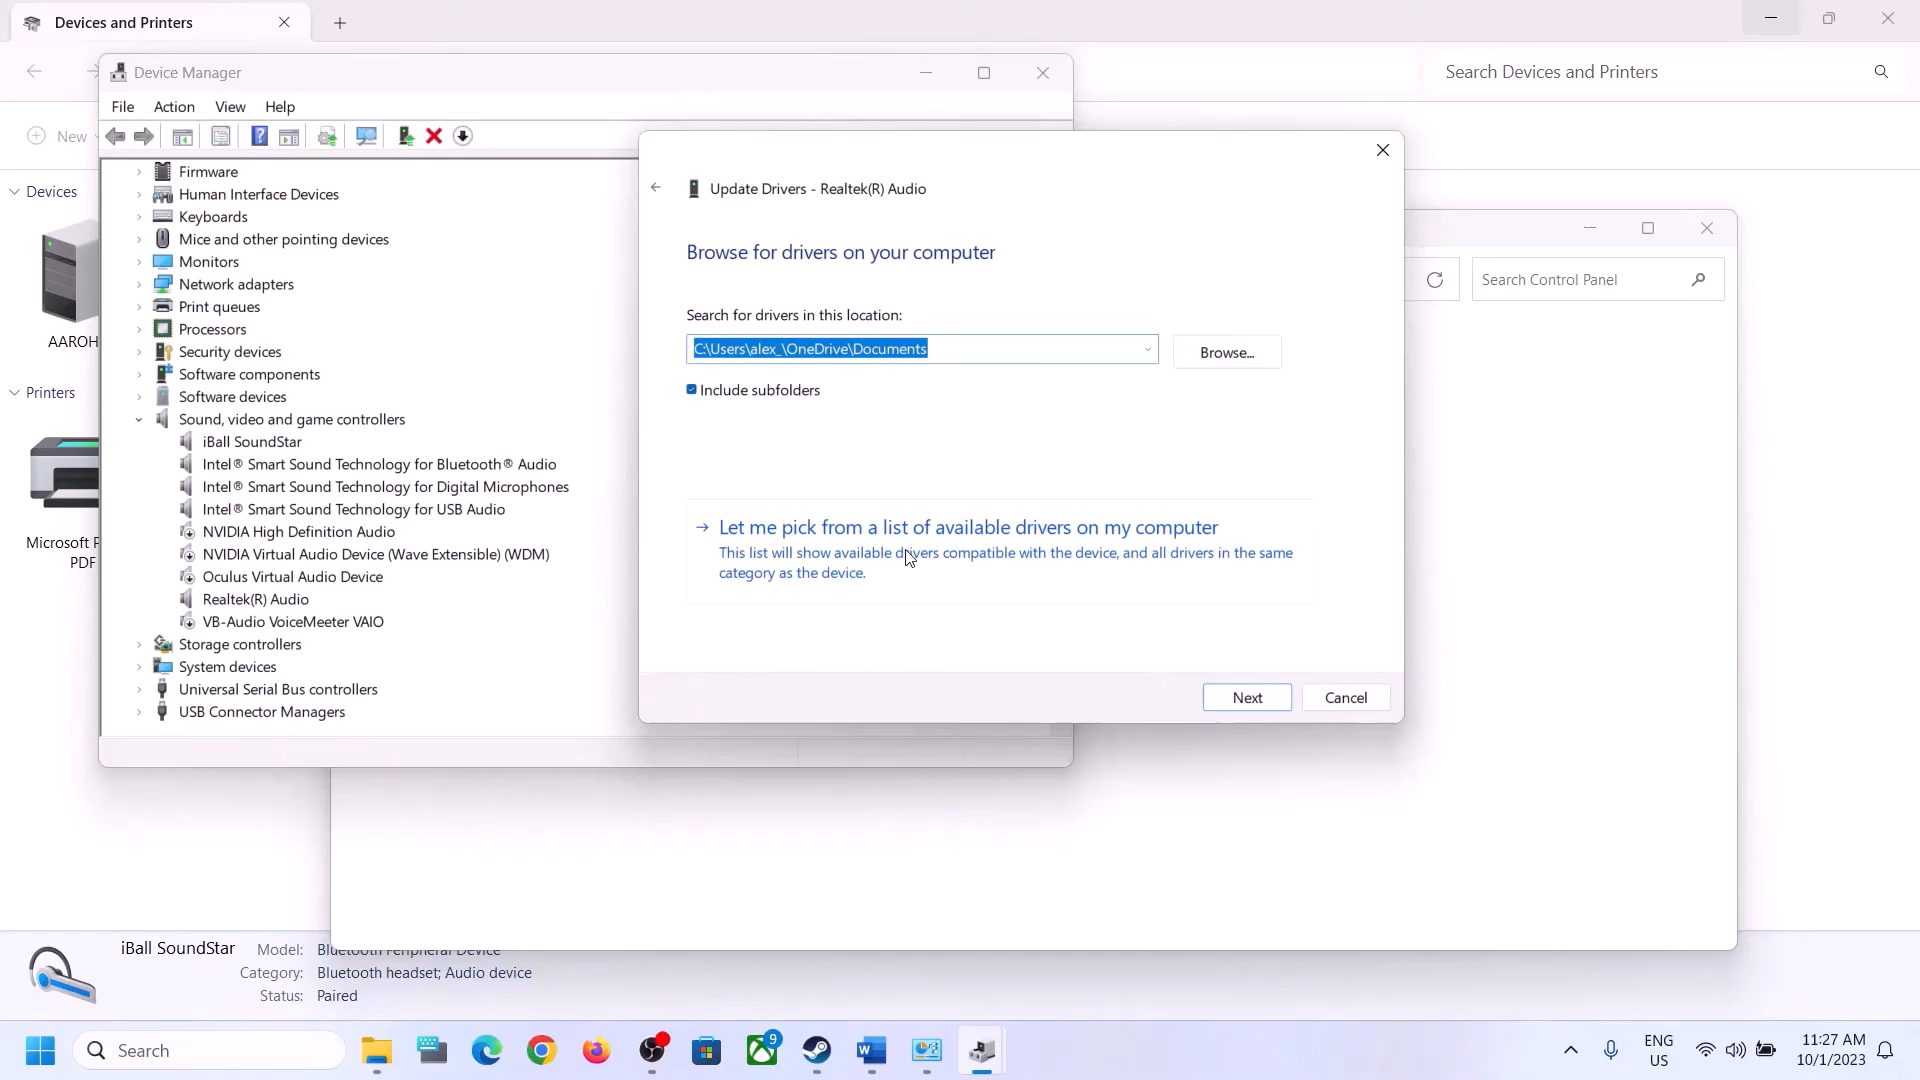 Devices and Printers
Device Manager
Search Devices and Printers
File Action View Help
New
Devices
AAROH
Printers
Microsoft P
PDF
Firmware
Human Interface Devices
Keyboards
Mice and other pointing devices
Monitors
Network adapters
Print queues
Processors
Security devices
Software components
Software devices
Sound, video and game controllers
iBall SoundStar
Intel® Smart Sound Technology for Bluetooth® Audio
Intel® Smart Sound Technology for Digital Microphones
Intel® Smart Sound Technology for USB Audio
NVIDIA High Definition Audio
NVIDIA Virtual Audio Device (Wave Extensible) (WDM)
Oculus Virtual Audio Device
Realtek(R) Audio
VB-Audio VoiceMeeter VAIO
Storage controllers
System devices
Universal Serial Bus controllers
USB Connector Managers
Update Drivers - Realtek(R) Audio
Browse for drivers on your computer
Search for drivers in this location:
C:\Users\alex_\OneDrive\Documents
Browse...
Include subfolders
Let me pick from a list of available drivers on my computer
This list will show available drivers compatible with the device, and all drivers in the same
category as the device.
Next Cancel
Search Control Panel
iBall SoundStar Model: Bluetooth Peripheral Device
Category: Bluetooth headset; Audio device
Status: Paired
Search
9
ENG
US
11:27 AM
10/1/2023